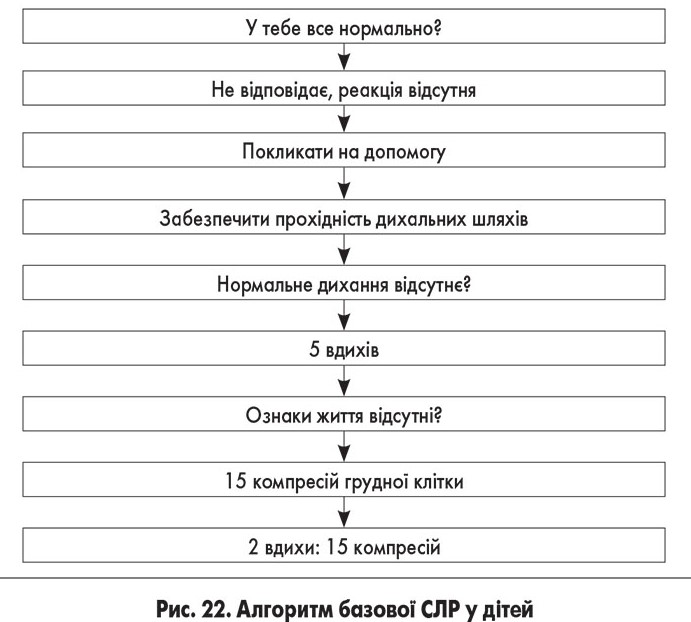 У тебе все нормально?
Не відповідає, реакція відсутня
Покликати на допомогу
Забезпечити прохідність дихальних шляхів
Нормальне дихання відсутнє?
5 вдихів
Ознаки життя відсутні?
15 компресій грудної клітки
2 вдихи: 15 компресій
Рис. 22. Алгоритм базової СЛР у дітей